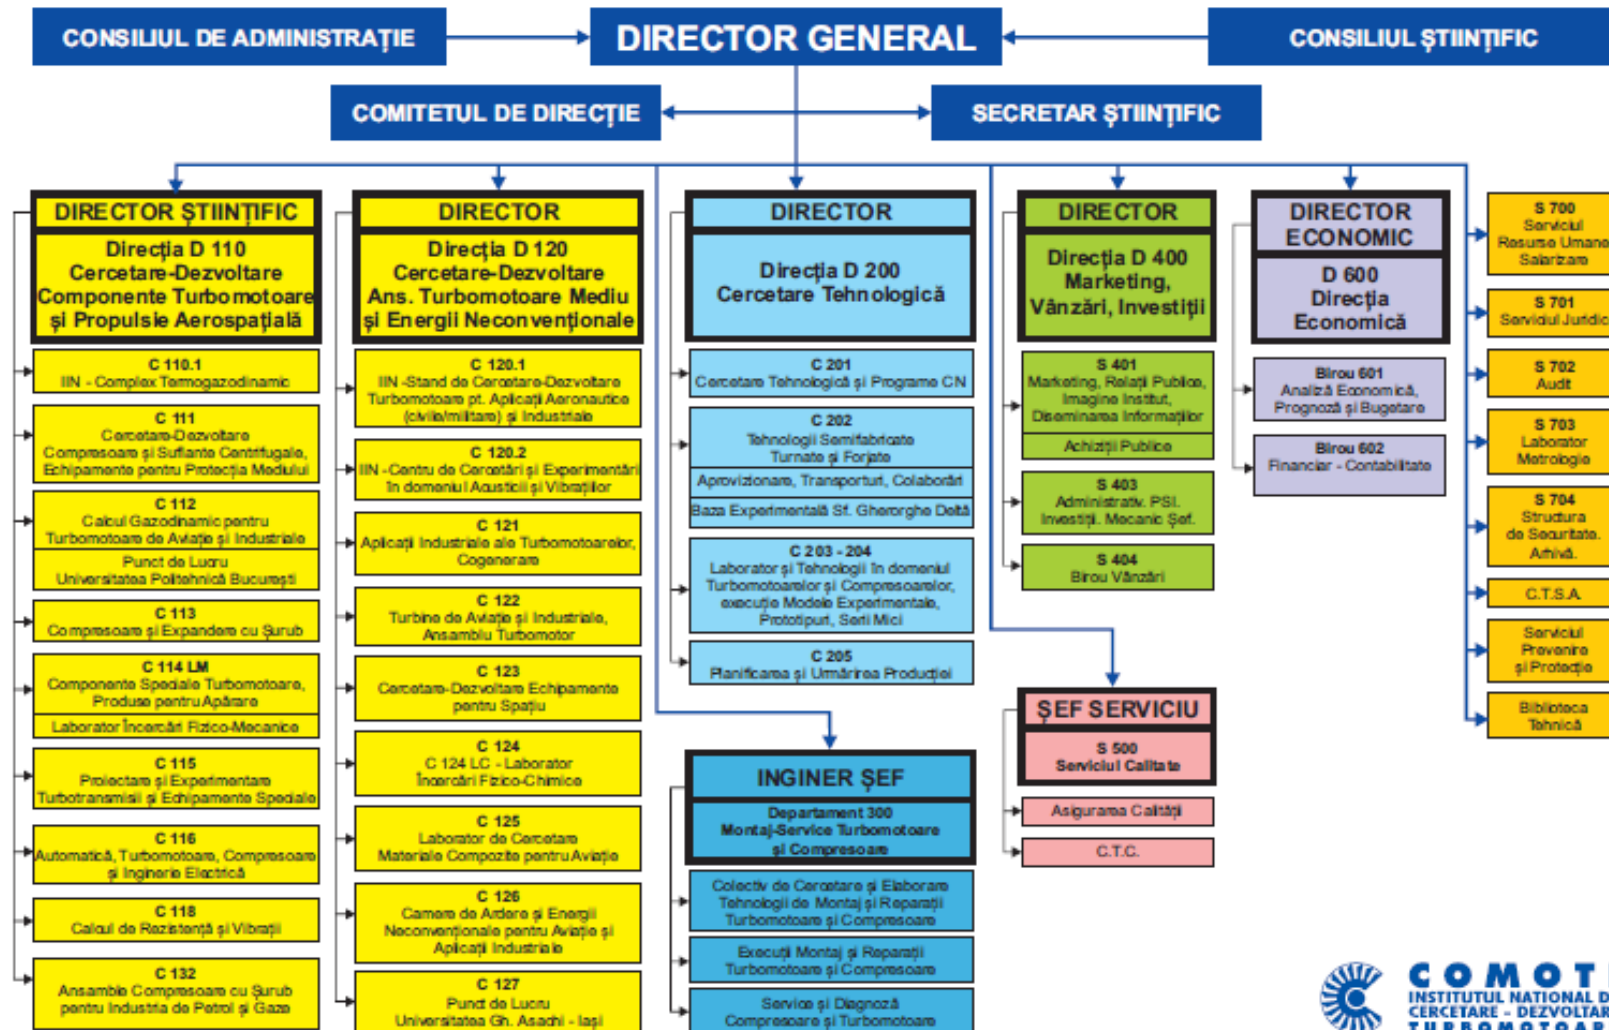 CONSILIUL DE ADMINISTRAȚIE
DIRECTOR GENERAL
CONSILIUL ȘTIINȚIFIC
COMITETUL DE DIRECȚIE
SECRETAR ȘTIINȚIFIC
DIRECTOR ȘTIINȚIFIC
Direcția D 110
Cercetare-Dezvoltare
Componente Turbomotoare
și Propulsie Aerospațială
C 110.1
IIN - Complex Termogazodinamic
C 111
Cercetare-Dezvoltare
Compresoare și Suflante Centrifugale,
Echipamente pentru Protecția Mediului
C 112
Calcul Gazodinamic pentru
Turbomotoare de Aviație și Industriale
Punct de Lucru
Universitatea Politehnică București
C 113
Compresoare și Expandere cu Șurub
C 114 LM
Componente Speciale Turbomotoare,
Produse pentru Apărare
Laborator Încercări Fizico-Mecanice
C 115
Proiectare și Experimentare
Turbotransmisii și Echipamente Speciale
C 116
Automatică, Turbomotoare, Compresoare
și Inginerie Electrică
C 118
Calcul de Rezistență și Vibrații
C 132
Ansamble Compresoare cu Șurub
pentru Industria de Petrol și Gaze
DIRECTOR
Direcția D 120
Cercetare-Dezvoltare
Ans. Turbomotoare Mediu
și Energii Neconvenționale
C 120.1
IIN -Stand de Cercetare-Dezvoltare
Turbomotoare pt. Aplicații Aeronautice
(civile/militare) și Industriale
C 120.2
IIN -Centru de Cercetări și Experimentări
în domeniul Acusticii și Vibrațiilor
C 121
Aplicații Industriale ale Turbomotoarelor,
Cogenerare
C 122
Turbine de Aviație și Industriale,
Ansamblu Turbomotor
C 123
Cercetare-Dezvoltare Echipamente
pentru Spațiu
C 124
C 124 LC - Laborator
Încercări Fizico-Chimice
C 125
Laborator de Cercetare
Materiale Compozite pentru Aviație
C 126
Camere de Ardere și Energii
Neconvenționale pentru Aviație și
Aplicații Industriale
C 127
Punct de Lucru
Universitatea Gh. Asachi - Iași
DIRECTOR
Direcția D 200
Cercetare Tehnologică
C 201
Cercetare Tehnologică și Programe CN
C 202
Tehnologii Semifabricate
Turnate și Forjate
Aprovizionare, Transporturi, Colaborări
Baza Experimentală Sf. Gheorghe Deltă
C 203 - 204
Laborator și Tehnologii în domeniul
Turbomotoarelor și Compresoarelor,
execuție Modele Experimentale,
Prototipuri, Serii Mici
C 205
Planificarea și Urmărirea Producției
INGINER ȘEF
Departament 300
Montaj-Service Turbomotoare
și Compresoare
Colectiv de Cercetare și Elaborare
Tehnologii de Montaj și Reparații
Turbomotoare și Compresoare
Execuții Montaj și Reparații
Turbomotoare și Compresoare
Service și Diagnoză
Compresoare și Turbomotoare
DIRECTOR
Direcția D 400
Marketing,
Vânzări, Investiții
S 401
Marketing, Relații Publice,
Imagine Institut,
Diseminarea Informațiilor
Achiziții Publice
S 403
Administrativ. PSI.
Investiții. Mecanic Șef.
S 404
Birou Vânzări
ȘEF SERVICIU
S 500
Serviciul Calitate
Asigurarea Calității
C.T.C.
DIRECTOR
ECONOMIC
D 600
Direcția
Economică
Birou 601
Analiză Economică,
Prognoză și Bugetare
Birou 602
Financiar - Contabilitate
S 700
Serviciul
Resurse Umane
Salarizare
S 701
Serviciul Juridic
S 702
Audit
S 703
Laborator
Metrologie
S 704
Structura
de Securitate.
Arhivă.
C.T.S.A.
Serviciul
Prevenire
și Protecție
Biblioteca
Tehnică
COMOT
INSTITUTUL NATIONAL D
CERCETARE - DEZVOLTAR
TURBOMOTOAR